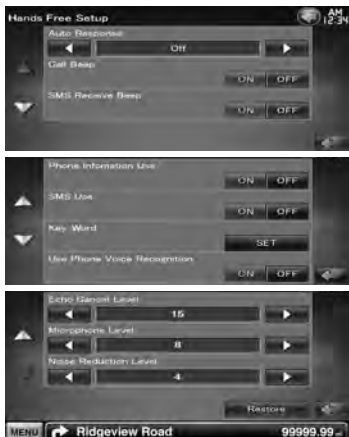 Hands Free Setup
AM
12:34
Auto Response
Off
Call Beep
ON OFF
SMS Receive Beep
ON OFF
Phone Infomation Use
ON OFF
SMS Use
ON OFF
Key Word
SET
Use Phone Voice Recognition
ON OFF
Echo Cancel Level
15
Microphone Level
8
Noise Reduction Level
4
Restore
MENU Ridgeview Road 99999.99